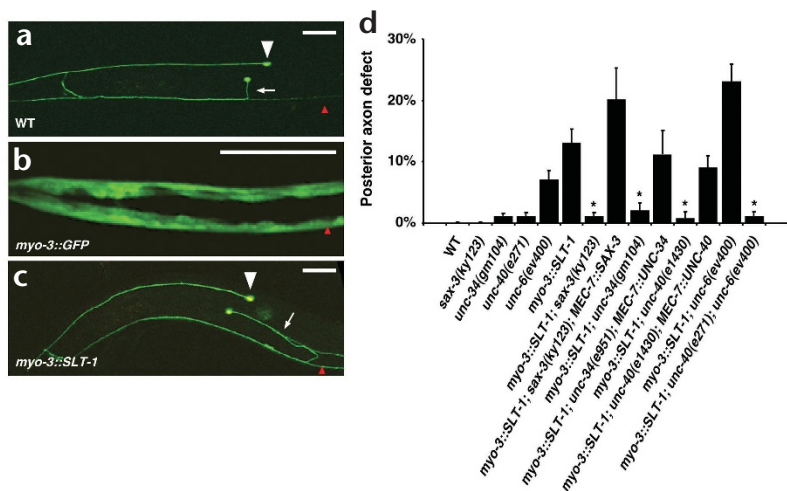 a
WT
b
myo-3::GFP
c
myo-3::SLT-1
d
Posterior axon defect
30%
20%
10%
0%
*
*
*
*
WT
sax-3(ky123)
unc-34(gm104)
unc-40(e271)
unc-6(ev400)
myo-3::SLT-1
myo-3::SLT-1; sax-3(ky123)
myo-3::SLT-1; sax-3(ky123); MEC-7::SAX-3
myo-3::SLT-1; unc-34(gm104)
myo-3::SLT-1; unc-34(e951); MEC-7::UNC-34
myo-3::SLT-1; unc-40(e1430)
myo-3::SLT-1; unc-40(e1430); MEC-7::UNC-40
myo-3::SLT-1; unc-6(ev400)
myo-3::SLT-1; unc-40(e271); unc-6(ev400)